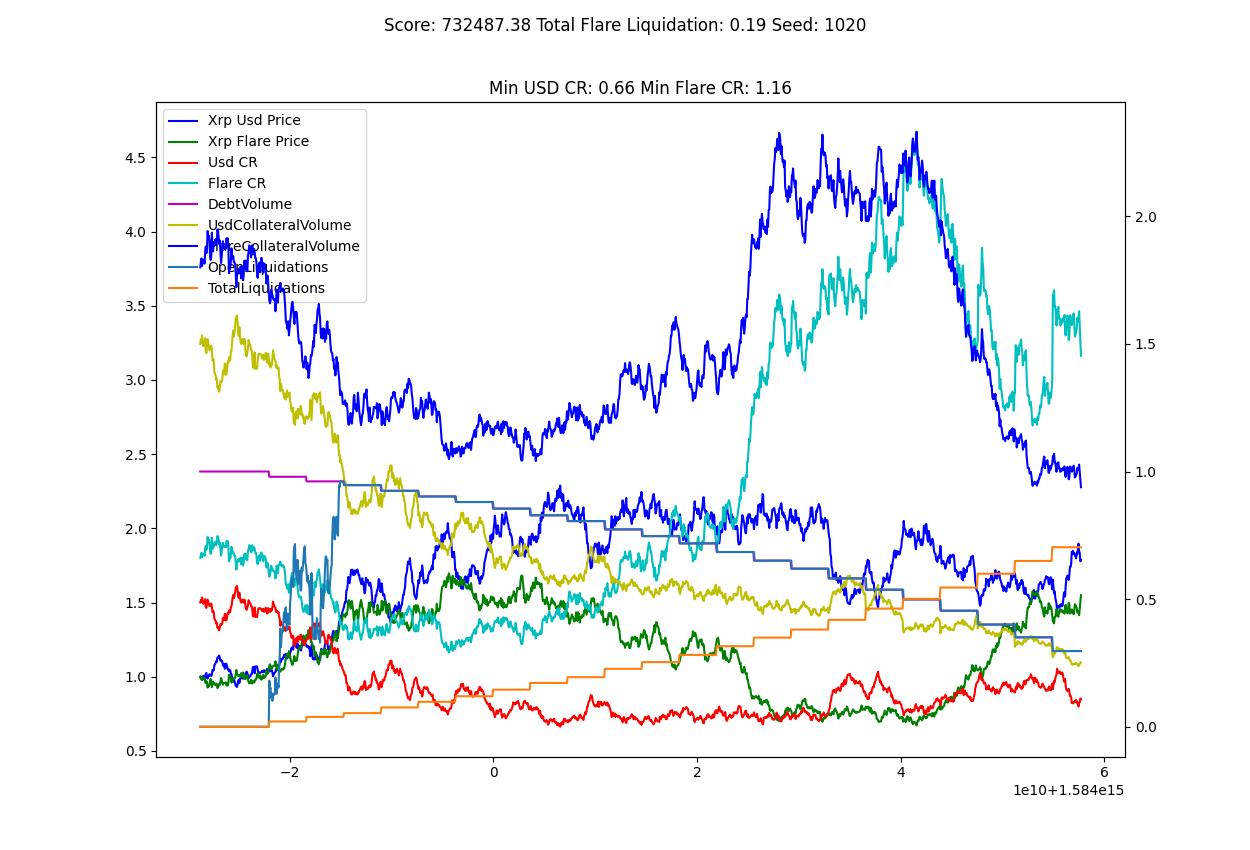 Score: 732487.38 Total Flare Liquidation: 0.19 Seed: 1020
Min USD CR: 0.66 Min Flare CR: 1.16
Xrp Usd Price
Xrp Flare Price
Usd CR
Flare CR
DebtVolume
UsdCollateralVolume
FlareCollateralVolume
OpenLiquidations
TotalLiquidations
4.5
4.0
3.5
3.0
2.5
2.0
1.5
1.0
0.5
2.0
1.5
1.0
0.5
0.0
−2
0
2
4
6
1e10+1.584e15